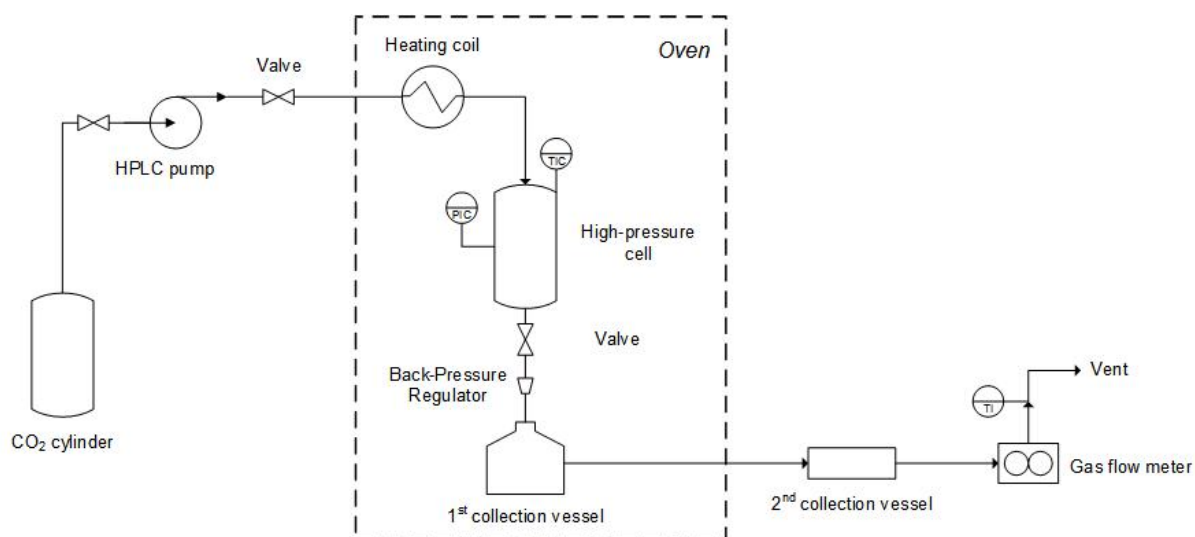 Heating coil
Oven
Valve
HPLC pump
TIC
PIC
High-pressure
cell
Valve
Back-Pressure
Regulator
CO₂ cylinder
Vent
TI
Gas flow meter
2nd collection vessel
1st collection vessel